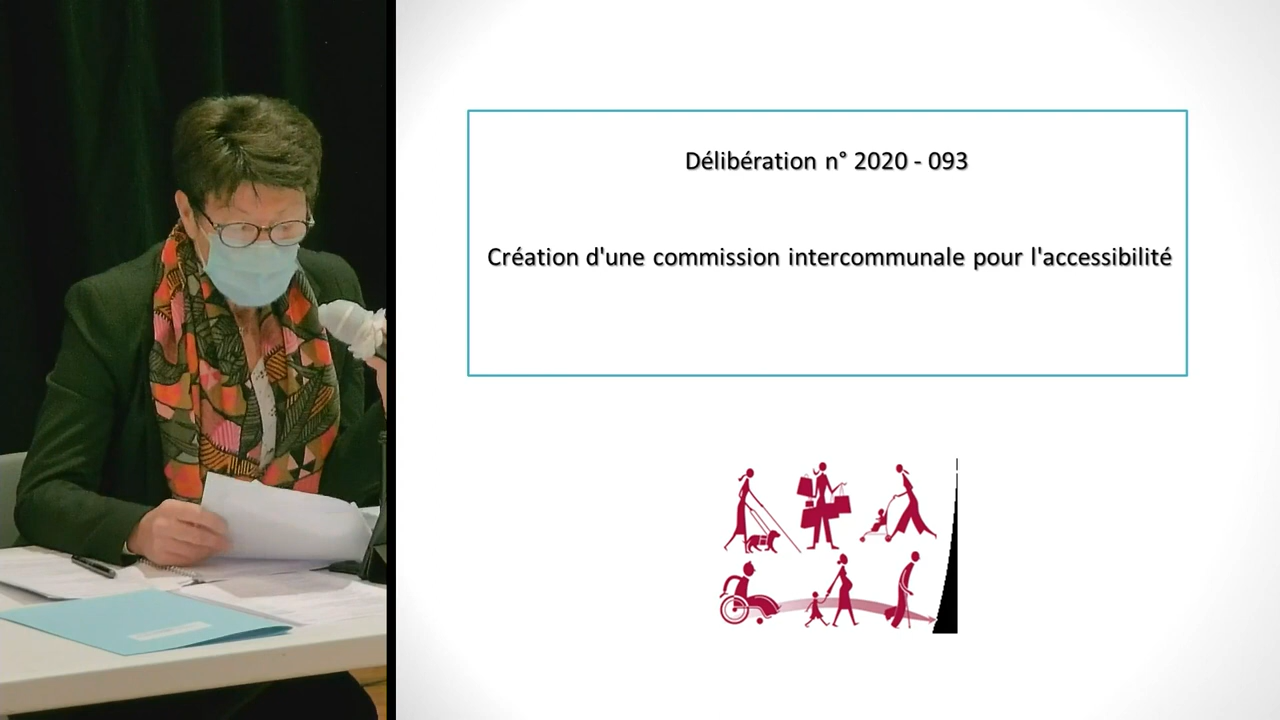 Délibération n° 2020 - 093
Création d'une commission intercommunale pour l'accessibilité